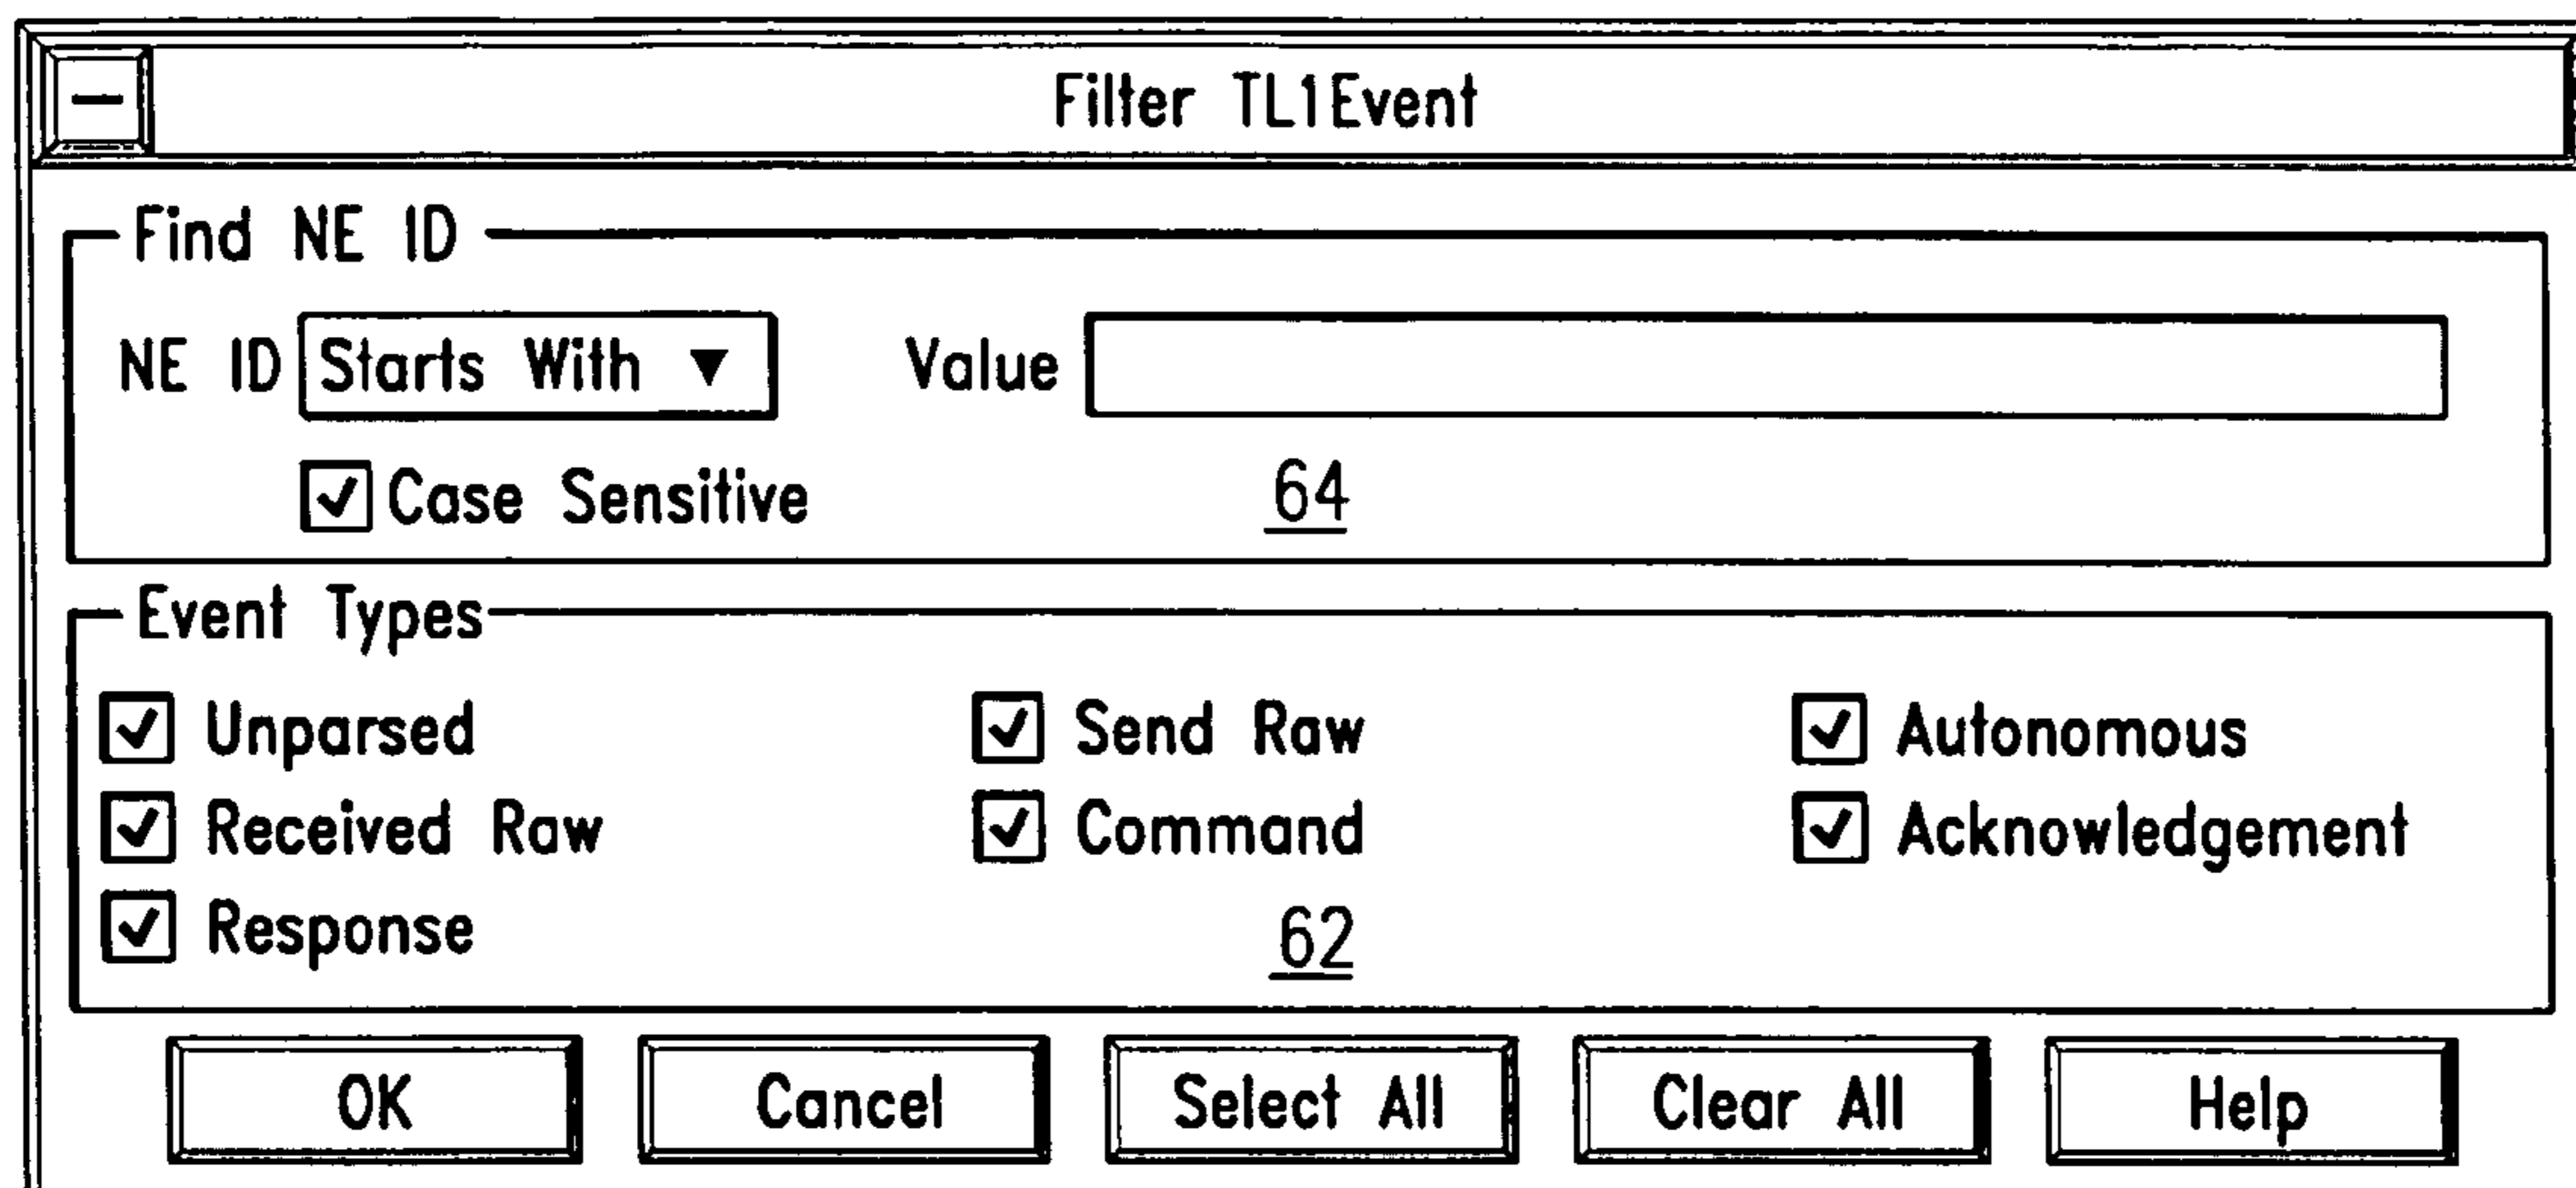 Filter TL1Event
Find NE ID
NE ID Starts With ▼ Value
Case Sensitive 64
Event Types
Unparsed Send Raw Autonomous
Received Raw Command Acknowledgement
Response 62
OK Cancel Select All Clear All Help